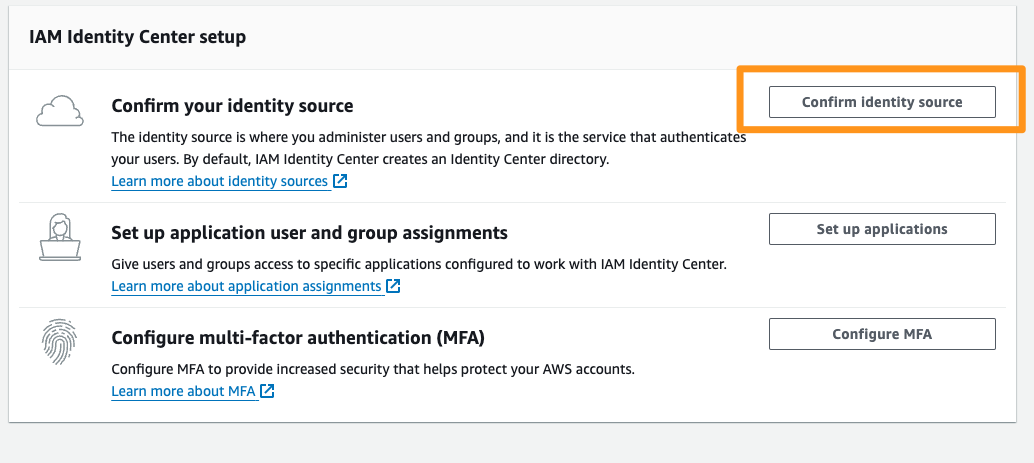 IAM Identity Center setup
Confirm your identity source
Confirm identity source
The identity source is where you administer users and groups, and it is the service that authenticates
your users. By default, IAM Identity Center creates an Identity Center directory.
Learn more about identity sources
Set up application user and group assignments
Set up applications
Give users and groups access to specific applications configured to work with IAM Identity Center.
Learn more about application assignments
Configure multi-factor authentication (MFA)
Configure MFA
Configure MFA to provide increased security that helps protect your AWS accounts.
Learn more about MFA